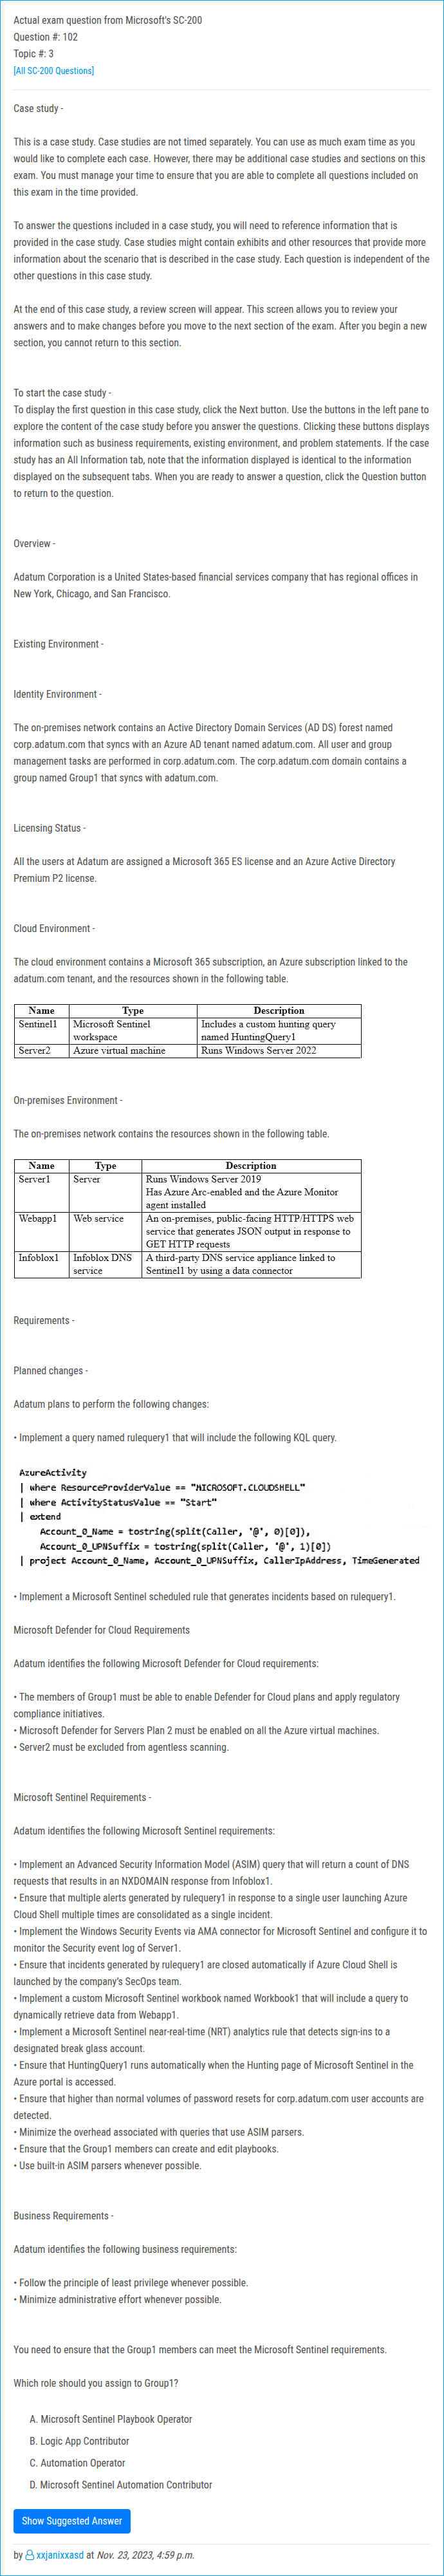 Actual exam question from Microsoft's SC-200
Question #: 102
Topic #: 3
[All SC-200 Questions]
Case study -
This is a case study. Case studies are not timed separately. You can use as much exam time as you
would like to complete each case. However, there may be additional case studies and sections on this
exam. You must manage your time to ensure that you are able to complete all questions included on
this exam in the time provided.
To answer the questions included in a case study, you will need to reference information that is
provided in the case study. Case studies might contain exhibits and other resources that provide more
information about the scenario that is described in the case study. Each question is independent of the
other questions in this case study.
At the end of this case study, a review screen will appear. This screen allows you to review your
answers and to make changes before you move to the next section of the exam. After you begin a new
section, you cannot return to this section.
To start the case study -
To display the first question in this case study, click the Next button. Use the buttons in the left pane to
explore the content of the case study before you answer the questions. Clicking these buttons displays
information such as business requirements, existing environment, and problem statements. If the case
study has an All Information tab, note that the information displayed is identical to the information
displayed on the subsequent tabs. When you are ready to answer a question, click the Question button
to return to the question.
Overview -
Adatum Corporation is a United States-based financial services company that has regional offices in
New York, Chicago, and San Francisco.
Existing Environment -
Identity Environment -
The on-premises network contains an Active Directory Domain Services (AD DS) forest named
corp.adatum.com that syncs with an Azure AD tenant named adatum.com. All user and group
management tasks are performed in corp.adatum.com. The corp.adatum.com domain contains a
group named Group1 that syncs with adatum.com.
Licensing Status -
All the users at Adatum are assigned a Microsoft 365 ES license and an Azure Active Directory
Premium P2 license.
Cloud Environment -
The cloud environment contains a Microsoft 365 subscription, an Azure subscription linked to the
adatum.com tenant, and the resources shown in the following table.
Name Type Description
Sentinel1 Microsoft Sentinel Includes a custom hunting query
workspace named HuntingQuery1
Server2 Azure virtual machine Runs Windows Server 2022
On-premises Environment -
The on-premises network contains the resources shown in the following table.
Name Type Description
Server1 Server Runs Windows Server 2019
Has Azure Arc-enabled and the Azure Monitor
agent installed
Webapp1 Web service An on-premises, public-facing HTTP/HTTPS web
service that generates JSON output in response to
GET HTTP requests
Infoblox1 Infoblox DNS A third-party DNS service appliance linked to
service Sentinel1 by using a data connector
Requirements -
Planned changes -
Adatum plans to perform the following changes:
• Implement a query named rulequery1 that will include the following KQL query.
AzureActivity
| where ResourceProviderValue == "MICROSOFT.CLOUDSHELL"
| where ActivityStatusValue == "Start"
| extend
Account_0_Name = tostring(split(Caller, '@', 0)[0]),
Account_0_UPNSuffix = tostring(split(Caller, '@', 1)[0])
| project Account_0_Name, Account_0_UPNSuffix, CallerIpAddress, TimeGenerated
• Implement a Microsoft Sentinel scheduled rule that generates incidents based on rulequery1.
Microsoft Defender for Cloud Requirements
Adatum identifies the following Microsoft Defender for Cloud requirements:
• The members of Group1 must be able to enable Defender for Cloud plans and apply regulatory
compliance initiatives.
• Microsoft Defender for Servers Plan 2 must be enabled on all the Azure virtual machines.
• Server2 must be excluded from agentless scanning.
Microsoft Sentinel Requirements -
Adatum identifies the following Microsoft Sentinel requirements:
• Implement an Advanced Security Information Model (ASIM) query that will return a count of DNS
requests that results in an NXDOMAIN response from Infoblox1.
• Ensure that multiple alerts generated by rulequery1 in response to a single user launching Azure
Cloud Shell multiple times are consolidated as a single incident.
• Implement the Windows Security Events via AMA connector for Microsoft Sentinel and configure it to
monitor the Security event log of Server1.
• Ensure that incidents generated by rulequery1 are closed automatically if Azure Cloud Shell is
launched by the company's SecOps team.
• Implement a custom Microsoft Sentinel workbook named Workbook1 that will include a query to
dynamically retrieve data from Webapp1.
• Implement a Microsoft Sentinel near-real-time (NRT) analytics rule that detects sign-ins to a
designated break glass account.
• Ensure that HuntingQuery1 runs automatically when the Hunting page of Microsoft Sentinel in the
Azure portal is accessed.
• Ensure that higher than normal volumes of password resets for corp.adatum.com user accounts are
detected.
• Minimize the overhead associated with queries that use ASIM parsers.
• Ensure that the Group1 members can create and edit playbooks.
• Use built-in ASIM parsers whenever possible.
Business Requirements -
Adatum identifies the following business requirements:
• Follow the principle of least privilege whenever possible.
• Minimize administrative effort whenever possible.
You need to ensure that the Group1 members can meet the Microsoft Sentinel requirements.
Which role should you assign to Group1?
A. Microsoft Sentinel Playbook Operator
B. Logic App Contributor
C. Automation Operator
D. Microsoft Sentinel Automation Contributor
Show Suggested Answer
by xxjanixxasd at Nov. 23, 2023, 4:59 p.m.